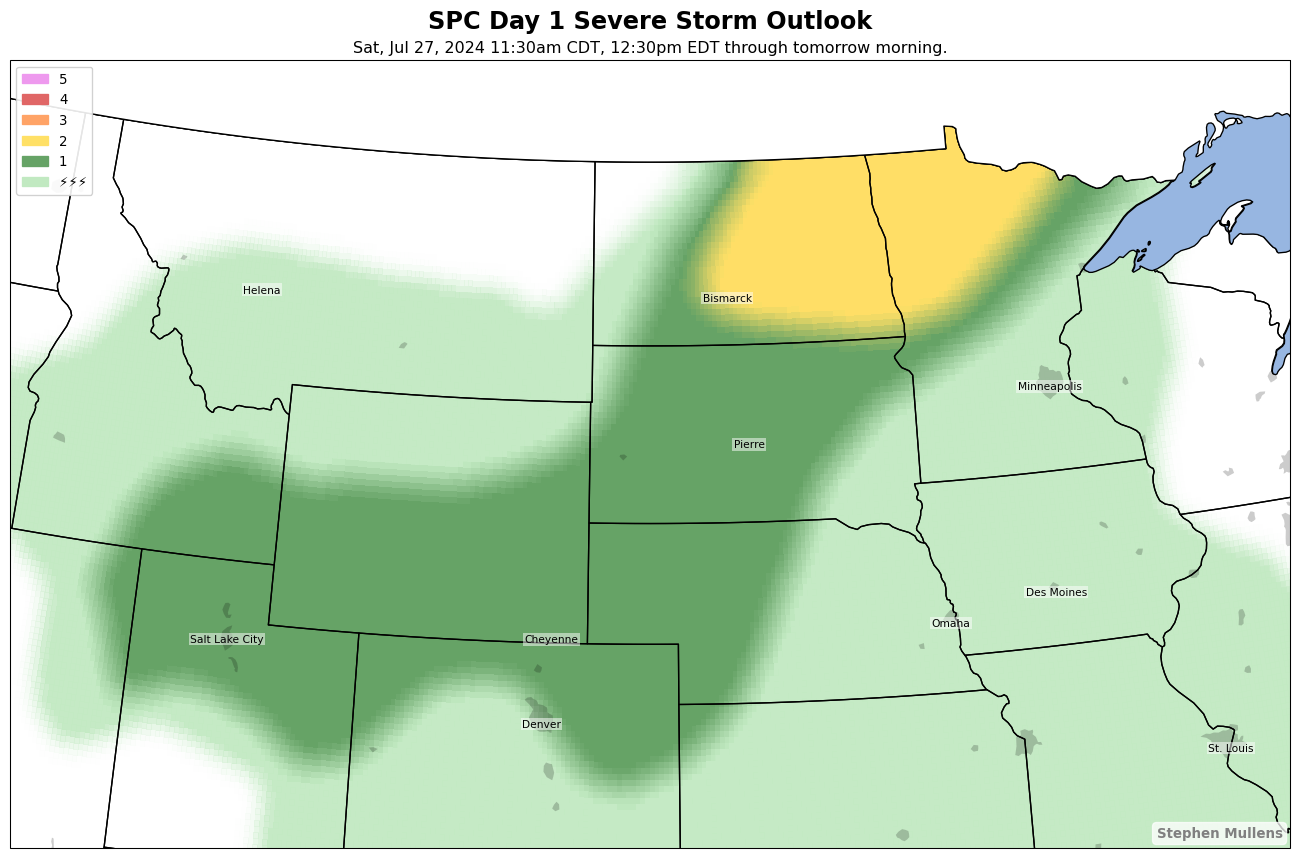 SPC Day 1 Severe Storm Outlook
Sat, Jul 27, 2024 11:30am CDT, 12:30pm EDT through tomorrow morning.
5
4
3
2
1
⚡⚡⚡
Helena
Bismarck
Minneapolis
Pierre
Des Moines
Omaha
Salt Lake City
Cheyenne
Denver
St. Louis
Stephen Mullens